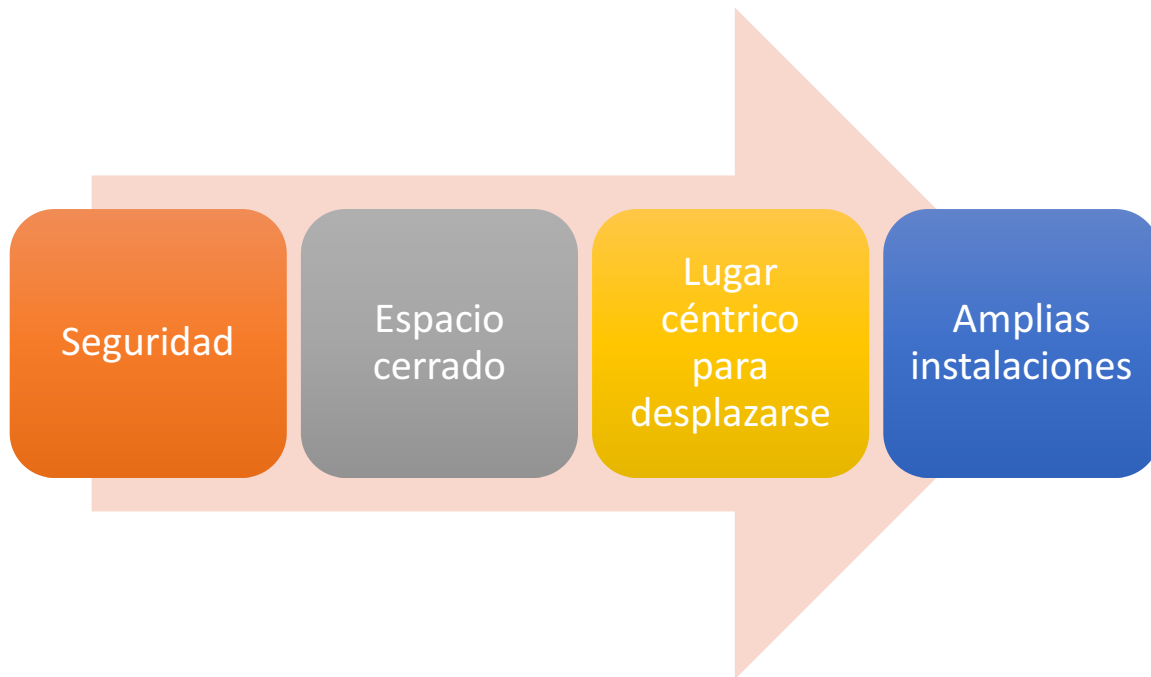 Seguridad
Espacio
cerrado
Lugar
céntrico
para
desplazarse
Amplias
instalaciones